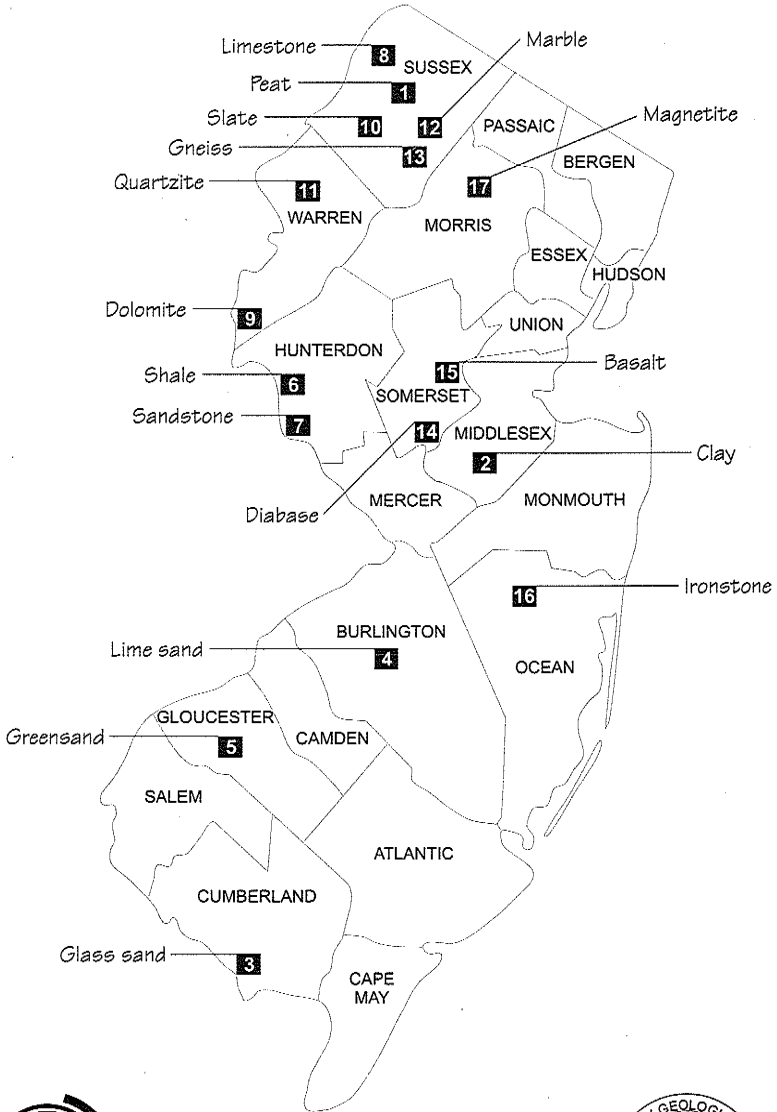 Limestone
8
SUSSEX
Marble
Peat
1
Slate
10
12
PASSAIC
Magnetite
Gneiss
13
BERGEN
Quartzite
11
17
WARREN
MORRIS
ESSEX
HUDSON
Dolomite
9
UNION
HUNTERDON
15
Basalt
Shale
6
SOMERSET
Sandstone
7
14
MIDDLESEX
2
Clay
MERCER
MONMOUTH
Diabase
16
Ironstone
BURLINGTON
Lime sand
4
OCEAN
GLOUCESTER
Greensand
5
CAMDEN
SALEM
ATLANTIC
CUMBERLAND
Glass sand
3
CAPE
MAY